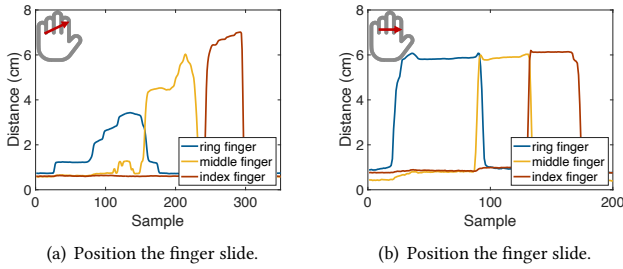 8
6
4
2
0
Distance (cm)
ring finger
middle finger
index finger
0 100 200 300
Sample
(a) Position the finger slide.
8
6
4
2
0
Distance (cm)
ring finger
middle finger
index finger
0 100 200
Sample
(b) Position the finger slide.